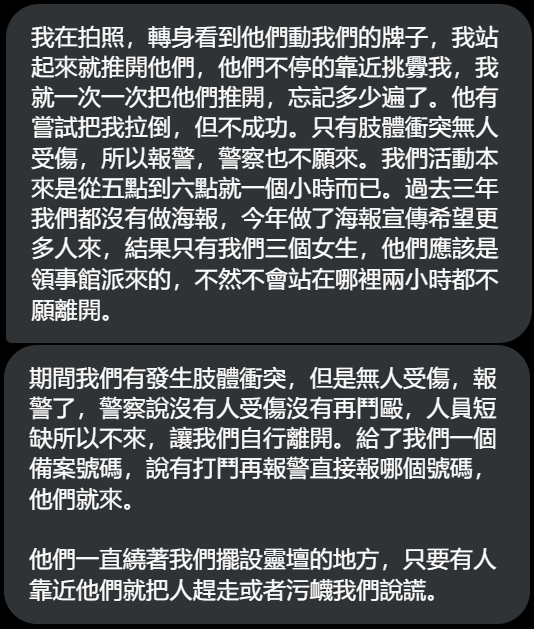 我在拍照，轉身看到他們動我們的牌子，我站
起來就推開他們，他們不停的靠近挑釁我，我
就一次一次把他們推開，忘記多少遍了。他有
嘗試把我拉倒，但不成功。只有肢體衝突無人
受傷，所以報警，警察也不願來。我們活動本
來是從五點到六點就一個小時而已。過去三年
我們都沒有做海報，今年做了海報宣傳希望更
多人來，結果只有我們三個女生，他們應該是
領事館派來的，不然不會站在哪裡兩小時都不
願離開。
期間我們有發生肢體衝突，但是無人受傷，報
警了，警察說沒有人受傷沒有再鬥毆，人員短
缺所以不來，讓我們自行離開。給了我們一個
備案號碼，說有打鬥再報警直接報哪個號碼，
他們就來。
他們一直繞著我們擺設靈壇的地方，只要有人
靠近他們就把人趕走或者污衊我們說謊。